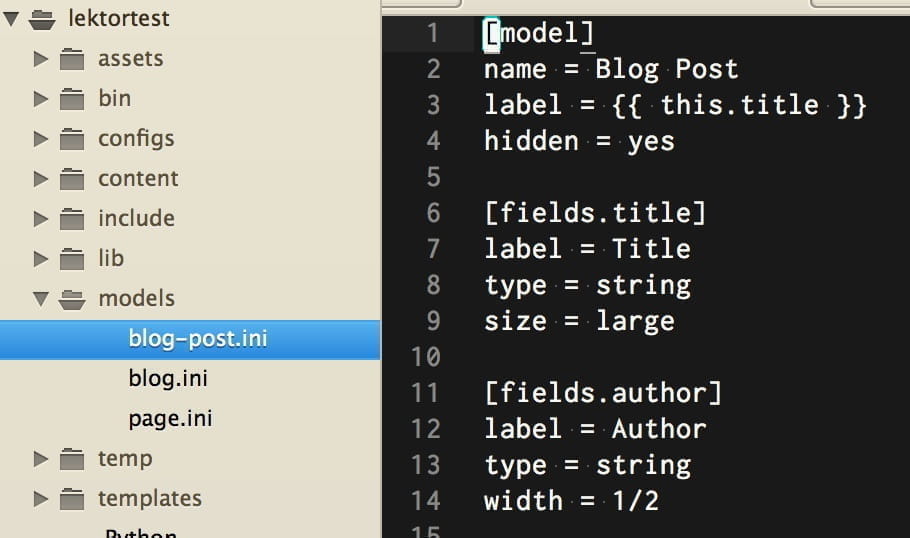 lektortest
assets
bin
configs
content
include
lib
models
blog-post.ini
blog.ini
page.ini
temp
templates
Python
1 [model]
2 name = Blog Post
3 label = {{ this.title }}
4 hidden = yes
5
6 [fields.title]
7 label = Title
8 type = string
9 size = large
10
11 [fields.author]
12 label = Author
13 type = string
14 width = 1/2
15